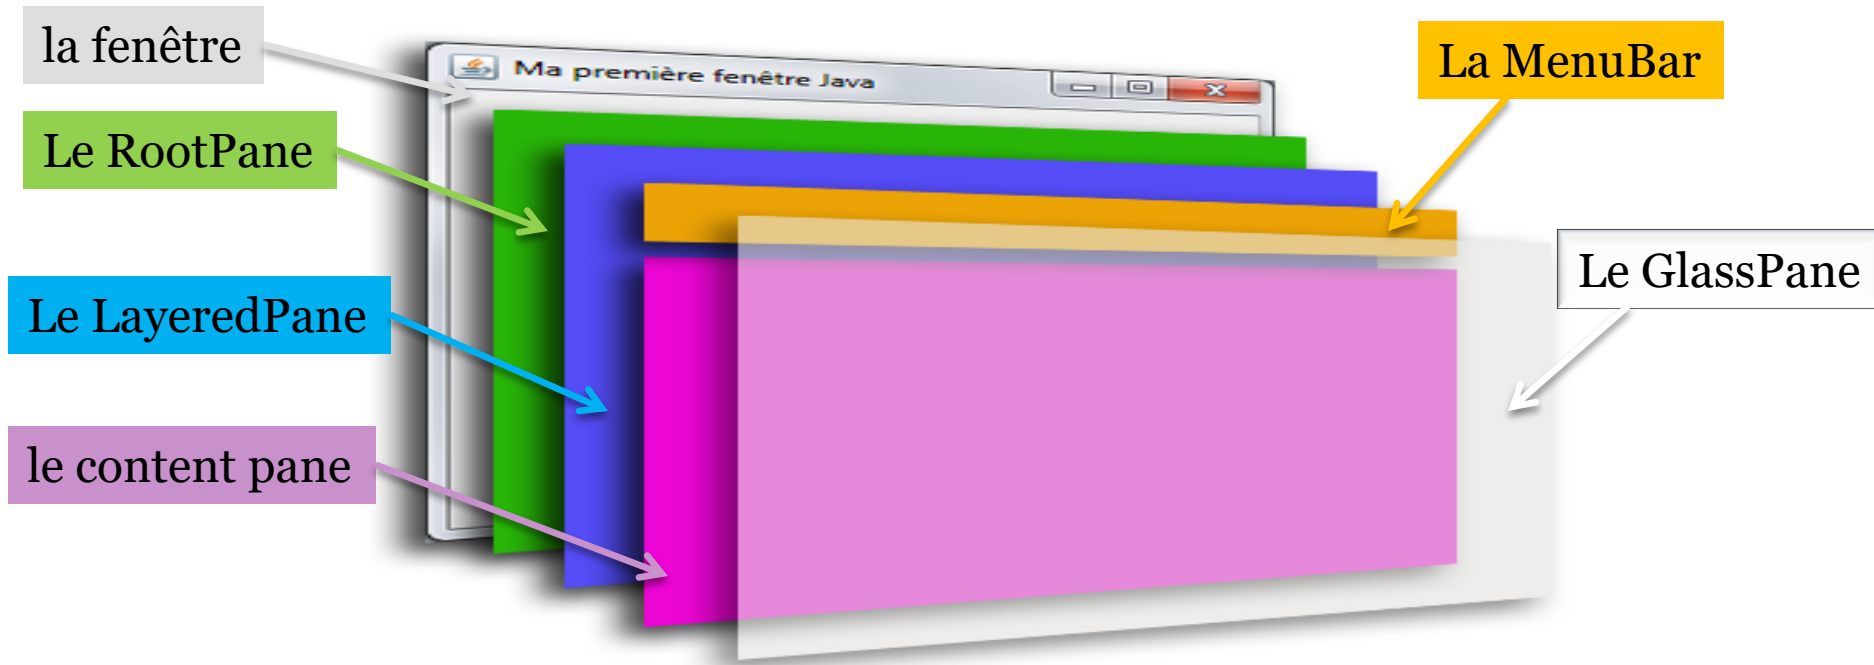 la fenêtre
Ma première fenêtre Java
La MenuBar
Le RootPane
Le GlassPane
Le LayeredPane
le content pane